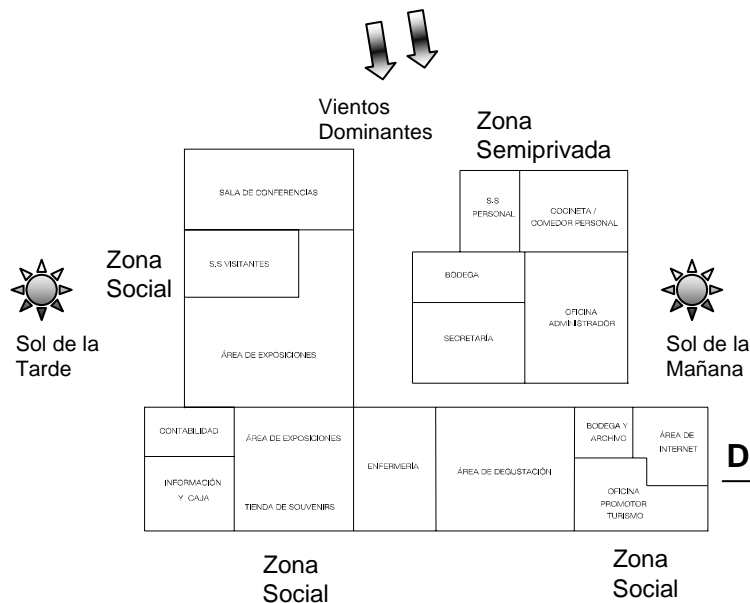 Vientos
Dominantes
Zona
Semiprivada
SALA DE CONFERENCIAS
S.S
PERSONAL
COCINETA /
COMEDOR PERSONAL
Zona
Social
S.S VISITANTES
BODEGA
OFICINA
ADMINISTRADOR
SECRETARÍA
Sol de la
Tarde
Sol de la
Mañana
ÁREA DE EXPOSICIONES
CONTABILIDAD
ÁREA DE EXPOSICIONES
ENFERMERÍA
ÁREA DE DEGUSTACIÓN
BODEGA Y
ARCHIVO
ÁREA DE
INTERNET
D
INFORMACIÓN
Y CAJA
TIENDA DE SOUVENIRS
OFICINA
PROMOTOR
TURISMO
Zona
Social
Zona
Social